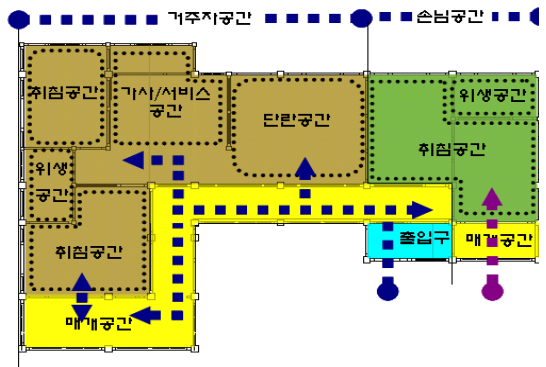 거주자공간
손님공간
취침공간
가사/서비스
공간
단란공간
위생공간
취침공간
위생
공간
취침공간
출입구
매개공간
매개공간